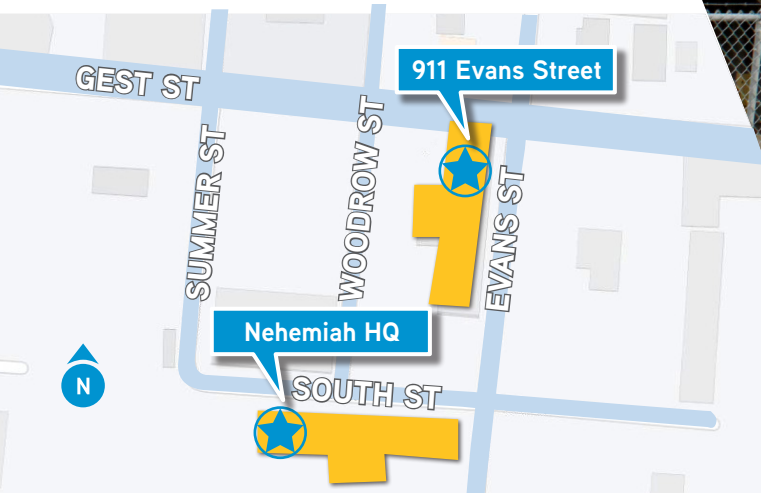 911 Evans Street
GEST ST
SUMMER ST
WOODROW ST
EVANS ST
Nehemiah HQ
N
SOUTH ST